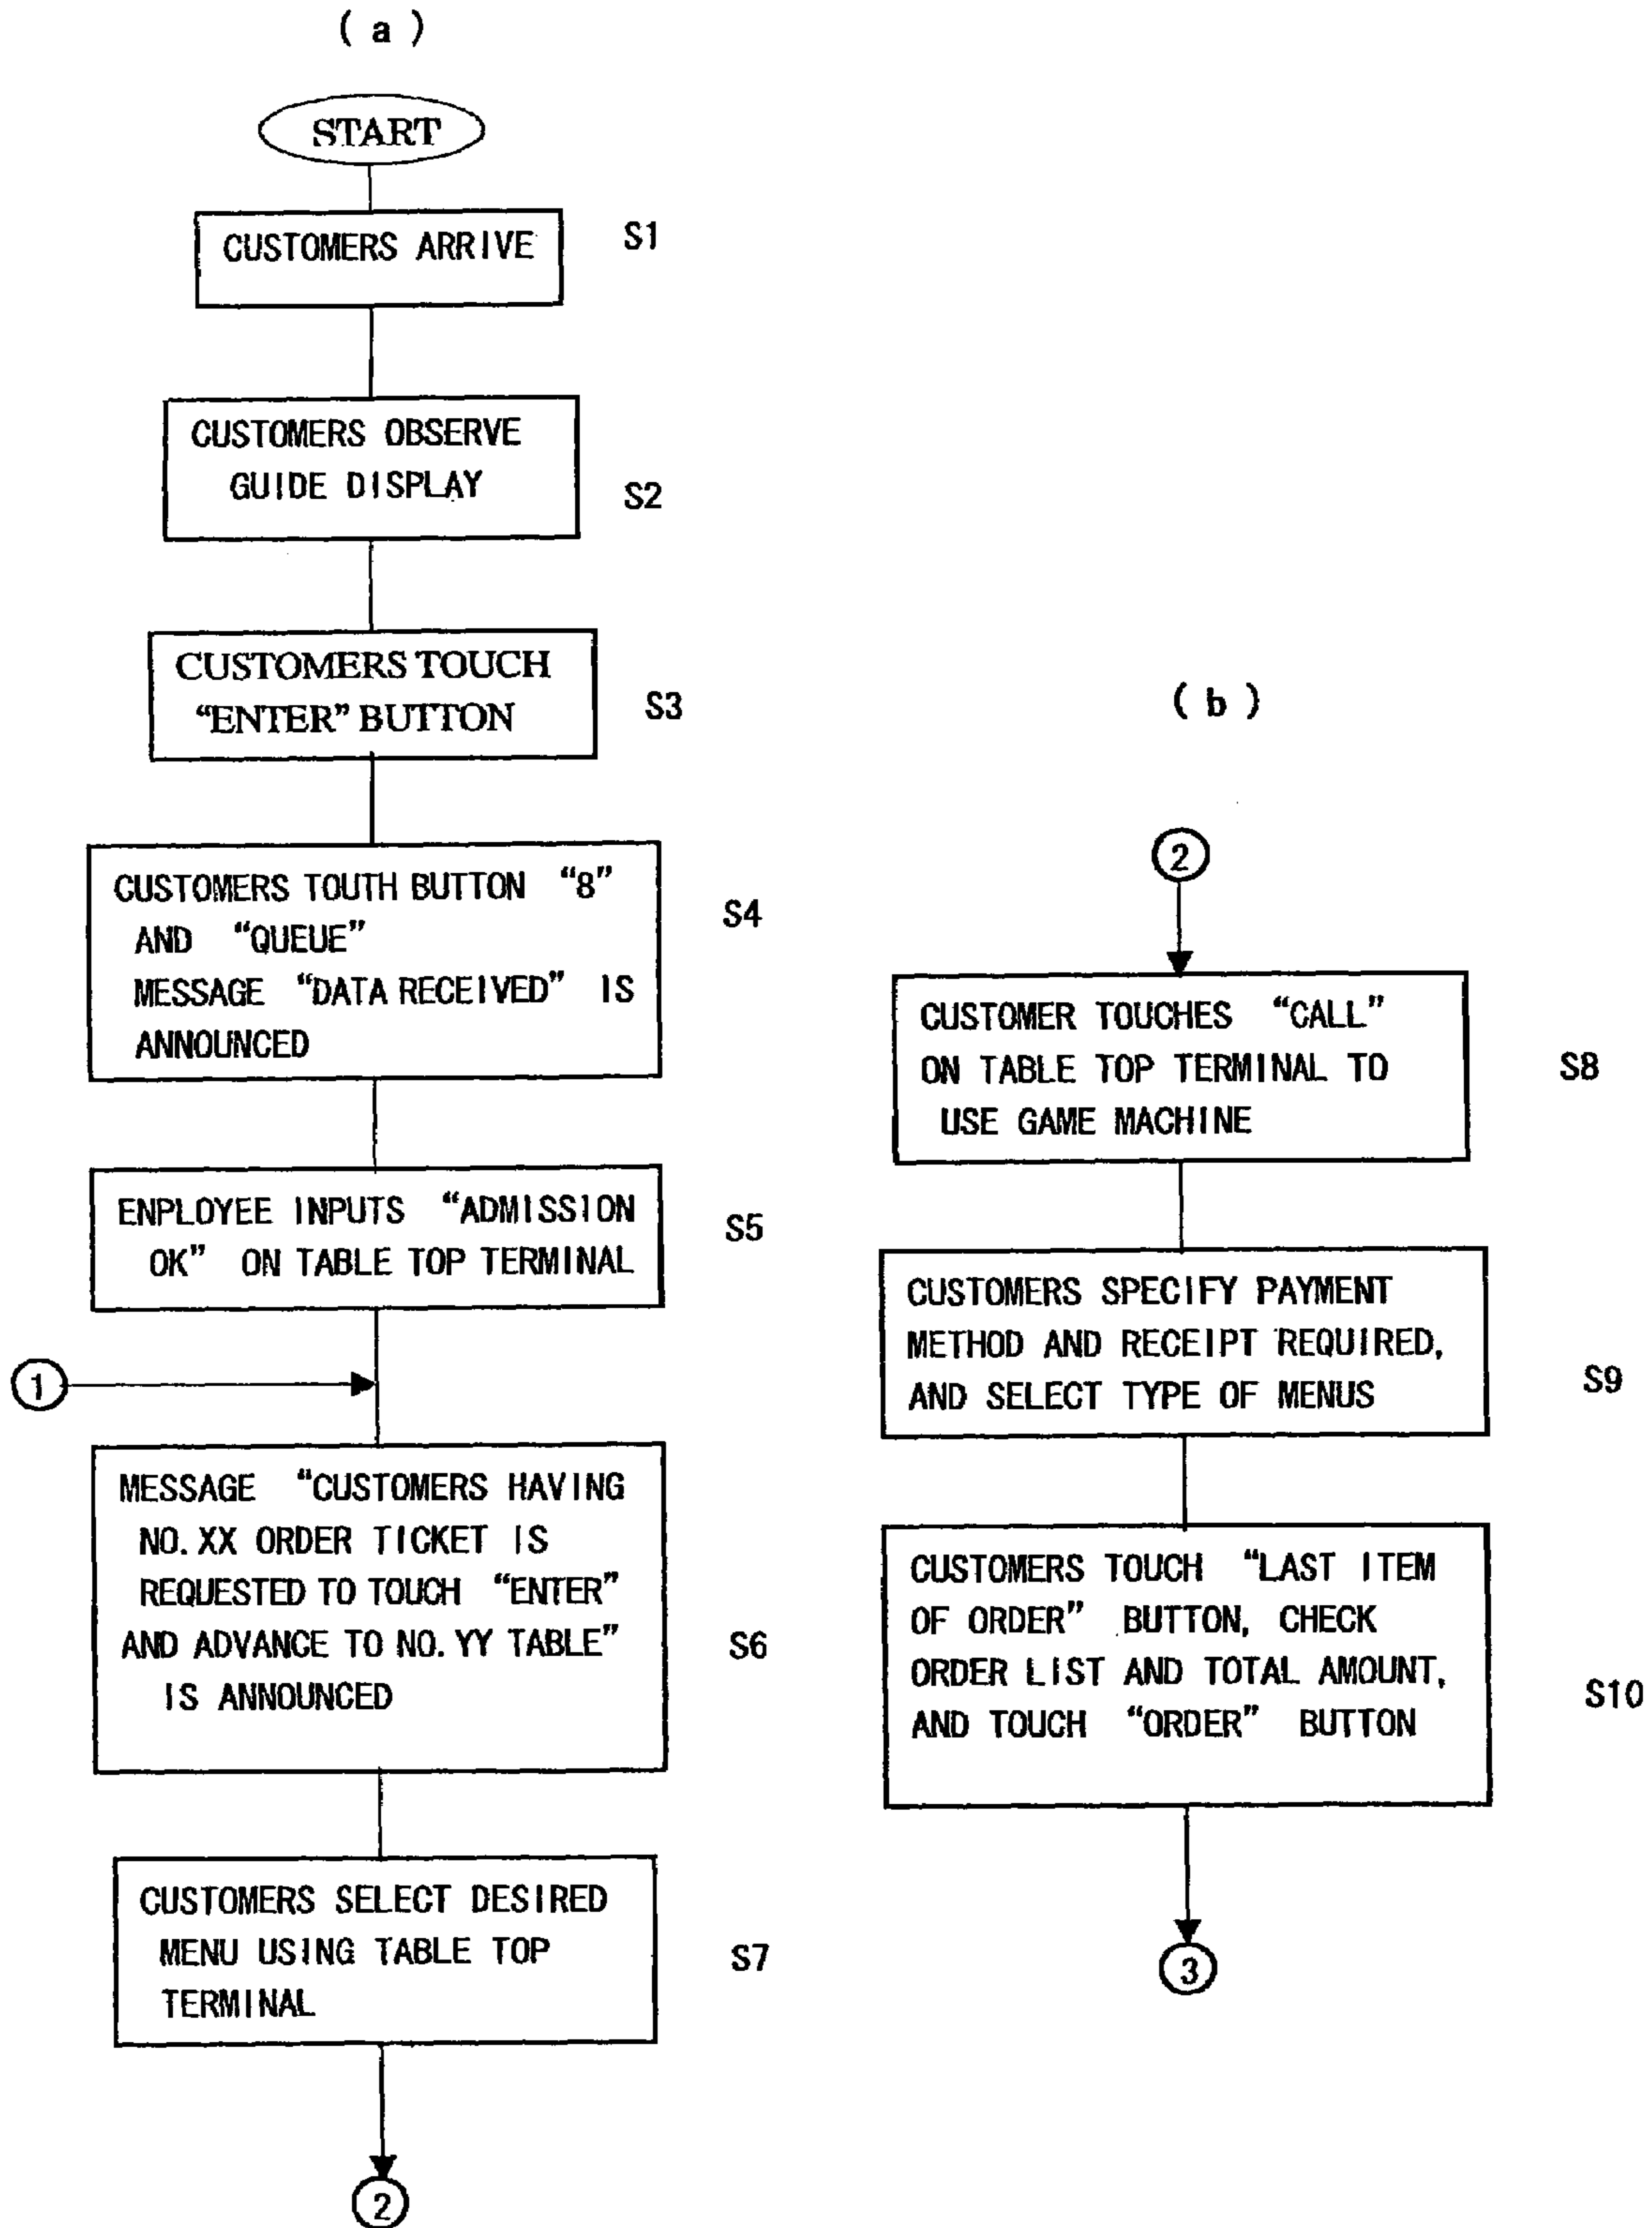 ( a )
START
CUSTOMERS ARRIVE
S1
CUSTOMERS OBSERVE
GUIDE DISPLAY
S2
CUSTOMERS TOUCH
“ENTER” BUTTON
S3
CUSTOMERS TOUTH BUTTON “8”
AND “QUEUE”
MESSAGE “DATA RECEIVED” IS
ANNOUNCED
S4
ENPLOYEE INPUTS “ADMISSION
OK” ON TABLE TOP TERMINAL
S5
1
MESSAGE “CUSTOMERS HAVING
NO. XX ORDER TICKET IS
REQUESTED TO TOUCH “ENTER”
AND ADVANCE TO NO. YY TABLE”
IS ANNOUNCED
S6
CUSTOMERS SELECT DESIRED
MENU USING TABLE TOP
TERMINAL
S7
2
( b )
2
CUSTOMER TOUCHES “CALL”
ON TABLE TOP TERMINAL TO
USE GAME MACHINE
S8
CUSTOMERS SPECIFY PAYMENT
METHOD AND RECEIPT REQUIRED,
AND SELECT TYPE OF MENUS
S9
CUSTOMERS TOUCH “LAST ITEM
OF ORDER” BUTTON, CHECK
ORDER LIST AND TOTAL AMOUNT,
AND TOUCH “ORDER” BUTTON
S10
3